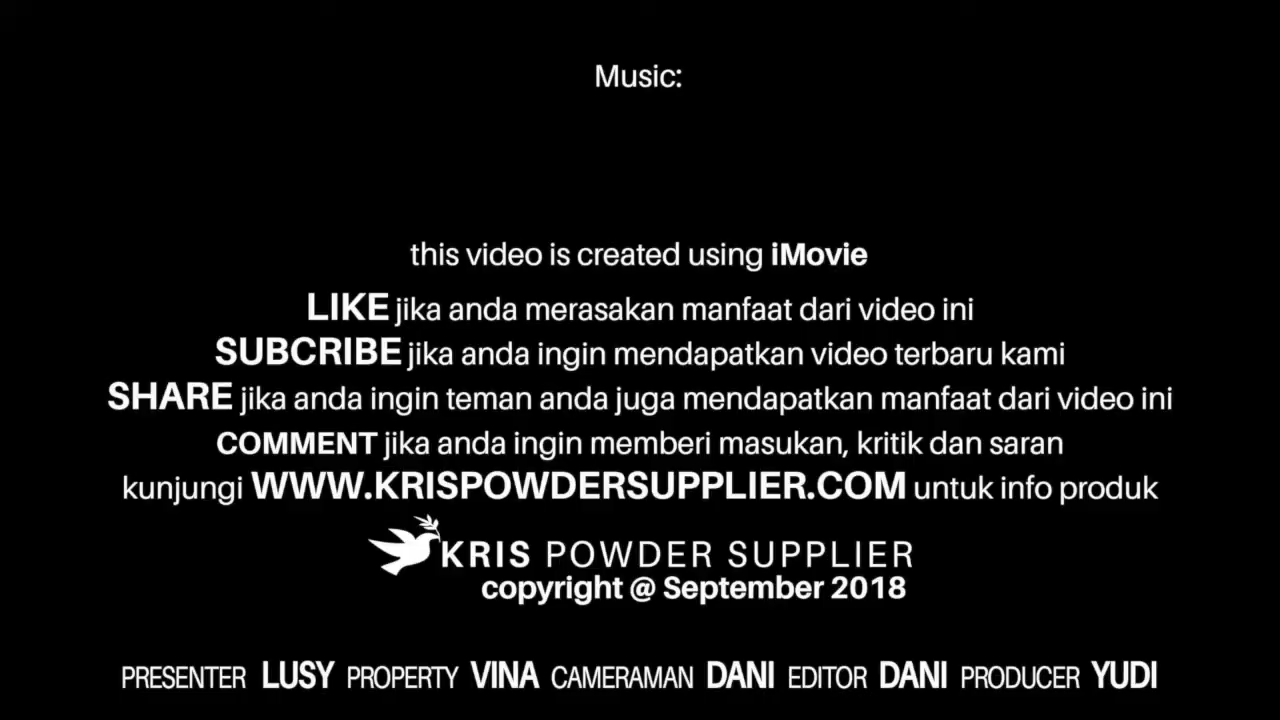 Music:
this video is created using iMovie
LIKE jika anda merasakan manfaat dari video ini
SUBCRIBE jika anda ingin mendapatkan video terbaru kami
SHARE jika anda ingin teman anda juga mendapatkan manfaat dari video ini
COMMENT jika anda ingin memberi masukan, kritik dan saran
kunjungi WWW.KRISPOWDERSUPPLIER.COM untuk info produk
KRIS POWDER SUPPLIER
copyright @ September 2018
PRESENTER LUSY PROPERTY VINA CAMERAMAN DANI EDITOR DANI PRODUCER YUDI